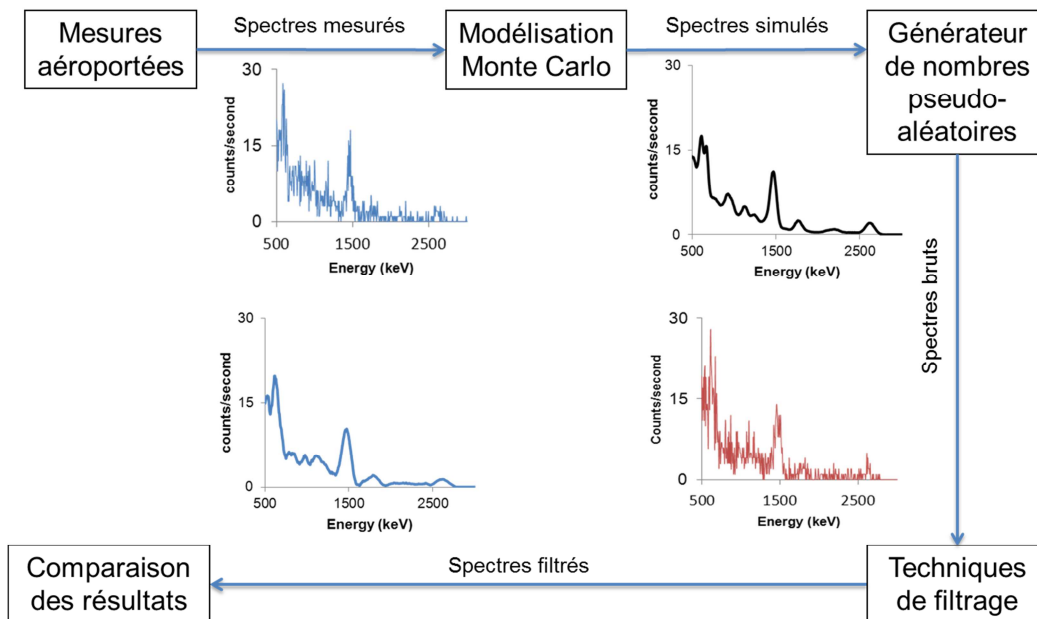 Mesures
aéroportées
Spectres mesurés
Modélisation
Monte Carlo
Spectres simulés
Générateur
de nombres
pseudo-
aléatoires
30
15
0
counts/second
500
1500
2500
Energy (keV)
30
15
0
counts/second
500
1500
2500
Energy (keV)
Spectres bruts
30
15
0
counts/second
500
1500
2500
Energy (keV)
30
15
0
Counts/second
500
1500
2500
Energy (keV)
Comparaison
des résultats
Spectres filtrés
Techniques
de filtrage